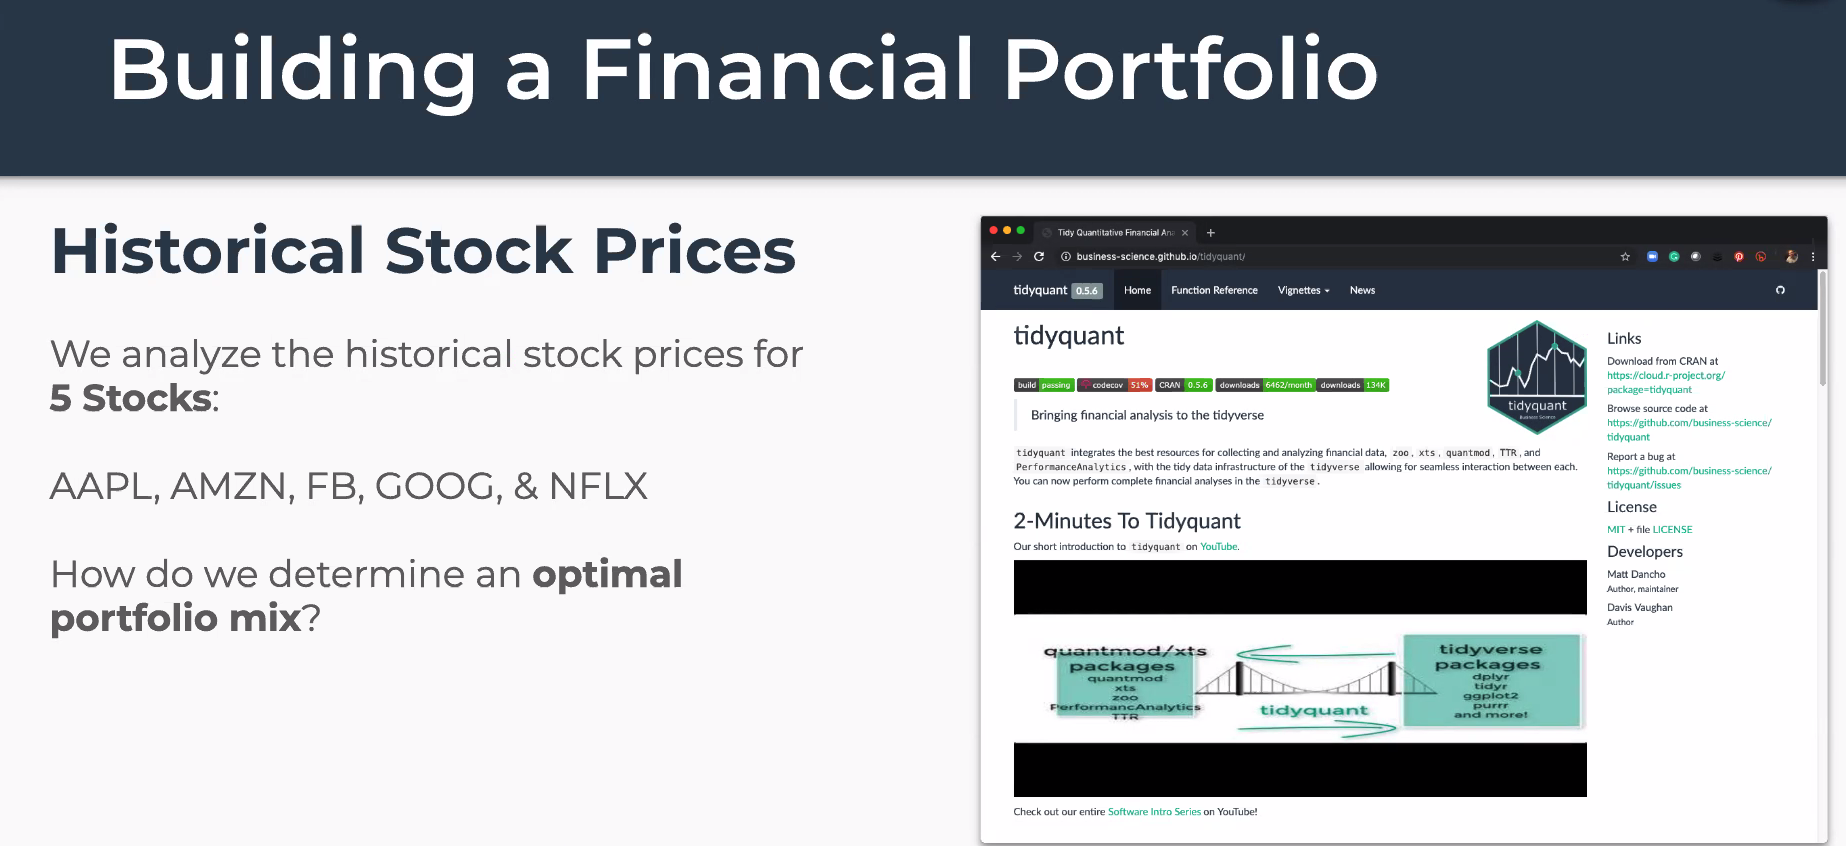 Building a Financial Portfolio
Historical Stock Prices
We analyze the historical stock prices for
5 Stocks:
AAPL, AMZN, FB, GOOG, & NFLX
How do we determine an optimal
portfolio mix?
Tidy Quantitative Financial Ana
business-science.github.io/tidyquant/
tidyquant 0.5.6 Home Function Reference Vignettes News
tidyquant
build passing codecov 51% CRAN 0.5.6 downloads 6462/month downloads 134K
Bringing financial analysis to the tidyverse
tidyquant integrates the best resources for collecting and analyzing financial data, zoo, xts, quantmod, TTR, and
PerformanceAnalytics, with the tidy data infrastructure of the tidyverse allowing for seamless interaction between each.
You can now perform complete financial analyses in the tidyverse.
2-Minutes To Tidyquant
Our short introduction to tidyquant on YouTube.
quantmod/xts
packages
quantmod
xts
zoo
PerformancAnalytics
TTR
tidyquant
tidyverse
packages
dplyr
tidyr
ggplot2
purrr
and more!
Check out our entire Software Intro Series on YouTube!
tidyquant
Business Science
Links
Download from CRAN at
https://cloud.r-project.org/
package=tidyquant
Browse source code at
https://github.com/business-science/
tidyquant
Report a bug at
https://github.com/business-science/
tidyquant/issues
License
MIT + file LICENSE
Developers
Matt Dancho
Author, maintainer
Davis Vaughan
Author